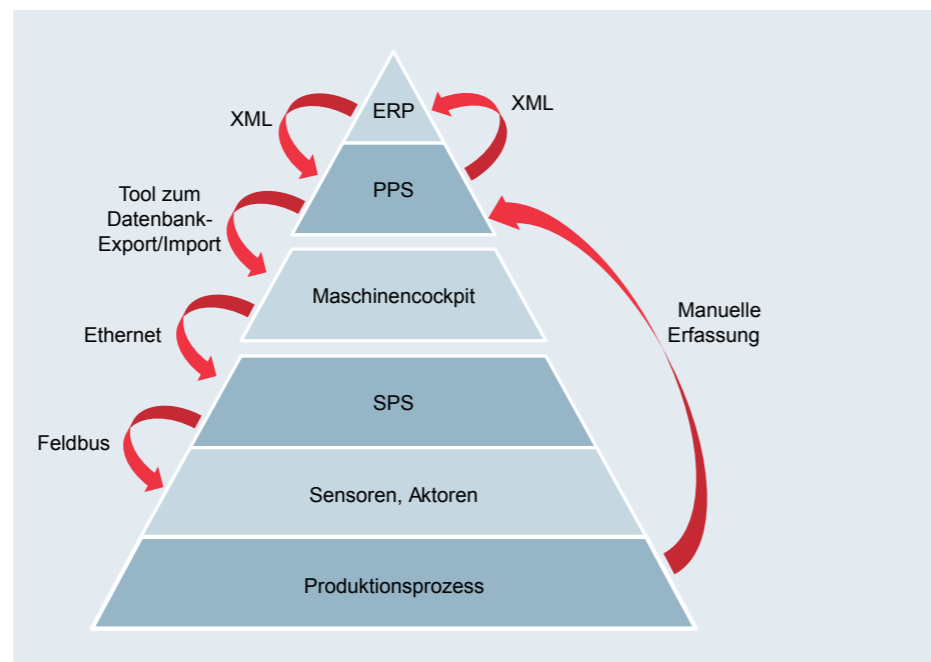 XML
ERP
XML
Tool zum
Datenbank-
Export/Import
PPS
Maschinencockpit
Ethernet
Manuelle
Erfassung
SPS
Feldbus
Sensoren, Aktoren
Produktionsprozess